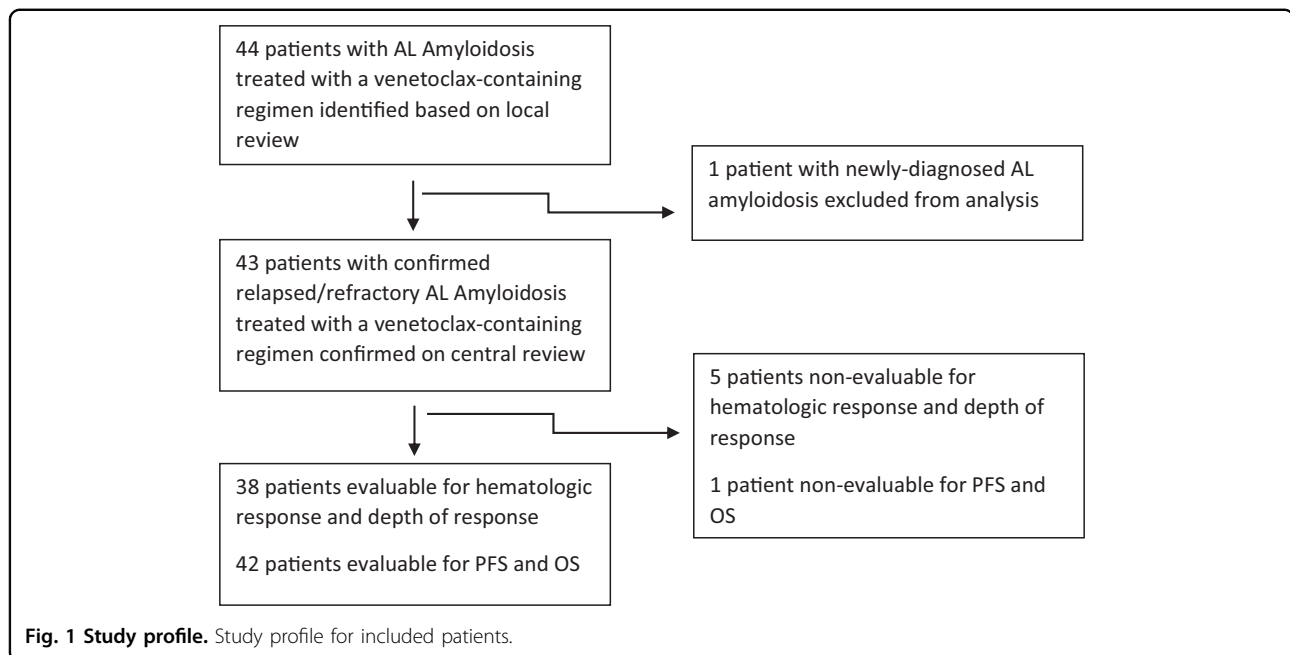 44 patients with AL Amyloidosis
treated with a venetoclax-containing
regimen identified based on local
review
1 patient with newly-diagnosed AL
amyloidosis excluded from analysis
43 patients with confirmed
relapsed/refractory AL Amyloidosis
treated with a venetoclax-containing
regimen confirmed on central review
5 patients non-evaluable for
hematologic response and depth of
response
1 patient non-evaluable for PFS and
OS
38 patients evaluable for hematologic
response and depth of response
42 patients evaluable for PFS and OS
Fig. 1 Study profile. Study profile for included patients.